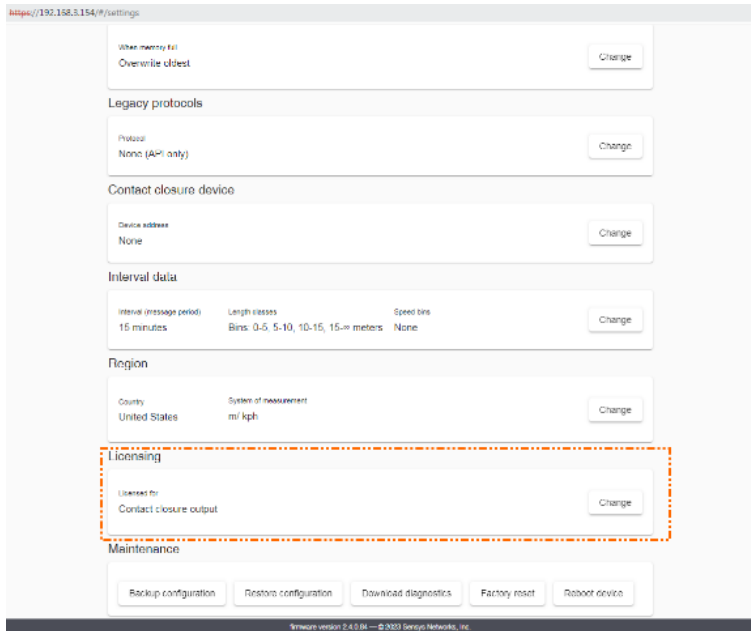 https://192.168.3.154/#/settings
When memory full
Overwrite oldest
Change
Legacy protocols
Protocol
None (API only)
Change
Contact closure device
Device address
None
Change
Interval data
Interval (message period) Length classes Speed bins
15 minutes Bins: 0-5, 5-10, 10-15, 15-∞ meters None
Change
Region
Country System of measurement
United States m/ kph
Change
Licensing
Licensed for
Contact closure output
Change
Maintenance
Backup configuration Restore configuration Download diagnostics Factory reset Reboot device
firmware version 2.4.0.84 — © 2023 Sensys Networks, Inc.